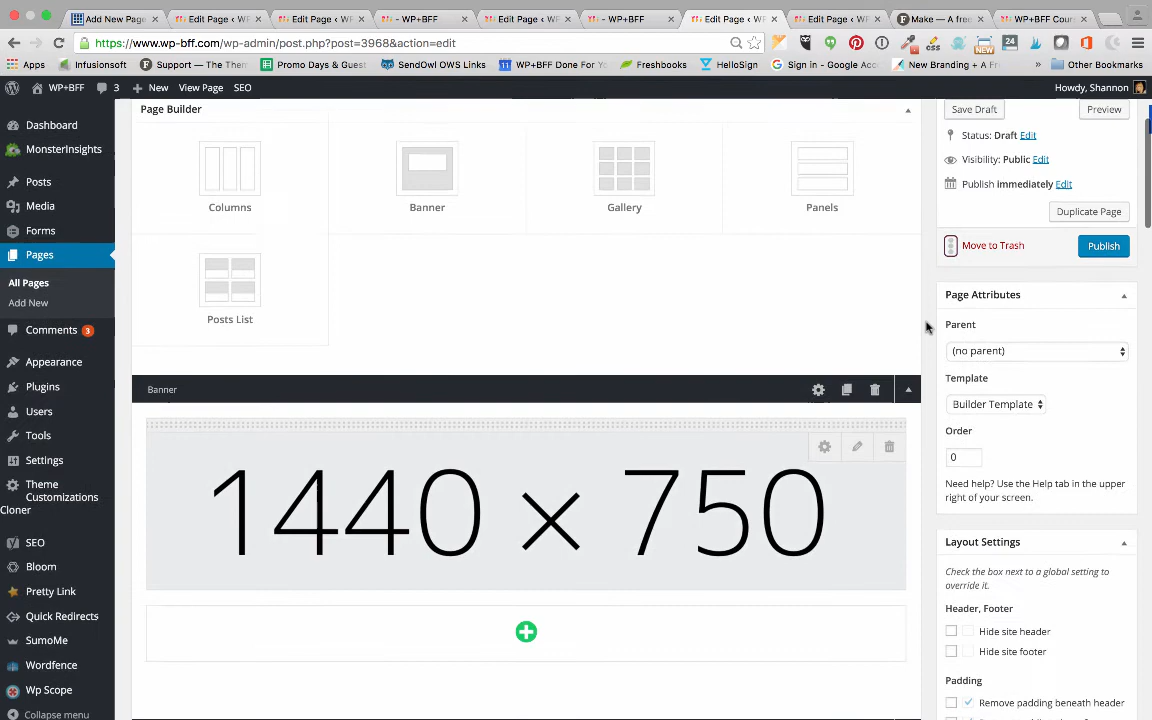 Add New Page
Edit Page < W
Edit Page < W
- WP+BFF
Edit Page < W
- WP+BFF
Edit Page < W
Edit Page < W
Make — A free
WP+BFF Cour
https://www.wp-bff.com/wp-admin/post.php?post=3968&action=edit
Apps
Infusionsoft
Support — The Them
Promo Days & Guest
SendOwl OWS Links
WP+BFF Done For Yo
Freshbooks
HelloSign
Sign in - Google Acco
NEW
24
New Branding + A Fr
»
Other Bookmarks
WP+BFF
3
New
View Page
SEO
Howdy, Shannon
Dashboard
MonsterInsights
Posts
Media
Forms
Pages
All Pages
Add New
Comments 3
Appearance
Plugins
Users
Tools
Settings
Theme
Customizations
Cloner
SEO
Bloom
Pretty Link
Quick Redirects
SumoMe
Wordfence
Wp Scope
Collapse menu
Page Builder
Columns
Banner
Gallery
Panels
Posts List
Banner
1440 × 750
Save Draft
Preview
Status: Draft Edit
Visibility: Public Edit
Publish immediately Edit
Duplicate Page
Move to Trash
Publish
Page Attributes
Parent
(no parent)
Template
Builder Template
Order
0
Need help? Use the Help tab in the upper
right of your screen.
Layout Settings
Check the box next to a global setting to
override it.
Header, Footer
Hide site header
Hide site footer
Padding
Remove padding beneath header